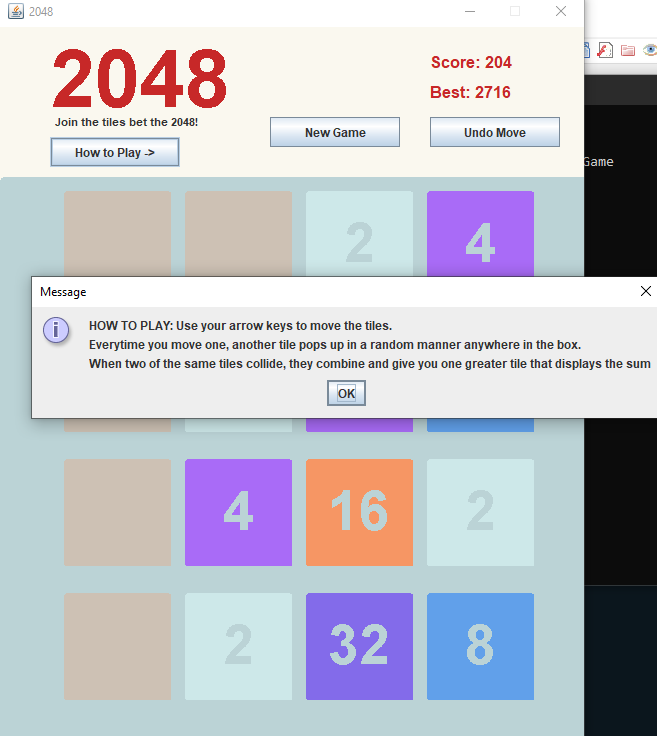 2048
2048
Score: 204
Best: 2716
Join the tiles bet the 2048!
New Game
Undo Move
How to Play ->
Game
2
4
Message
HOW TO PLAY: Use your arrow keys to move the tiles.
Everytime you move one, another tile pops up in a random manner anywhere in the box.
When two of the same tiles collide, they combine and give you one greater tile that displays the sum
OK
4 16 2
2 32 8